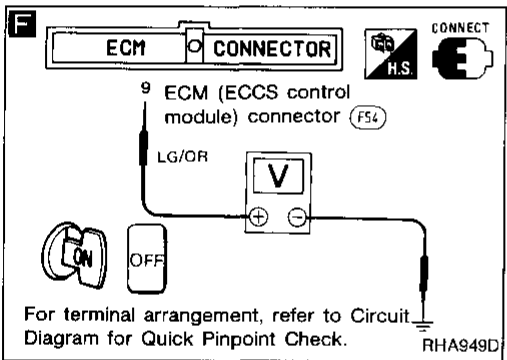 F
CONNECT
ECM CONNECTOR
H.S.
9 ECM (ECCS control
module) connector F54
LG/OR
V
ON
OFF
For terminal arrangement, refer to Circuit
Diagram for Quick Pinpoint Check.
RHA949D